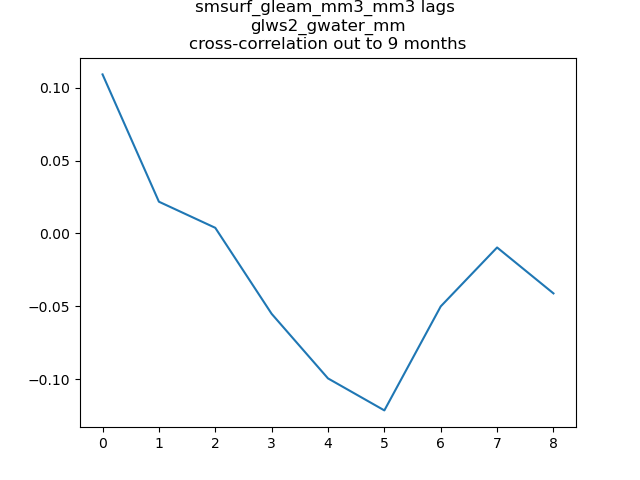 smsurf_gleam_mm3_mm3 lags
glws2_gwater_mm
cross-correlation out to 9 months
0.10
0.05
0.00
−0.05
−0.10
0 1 2 3 4 5 6 7 8